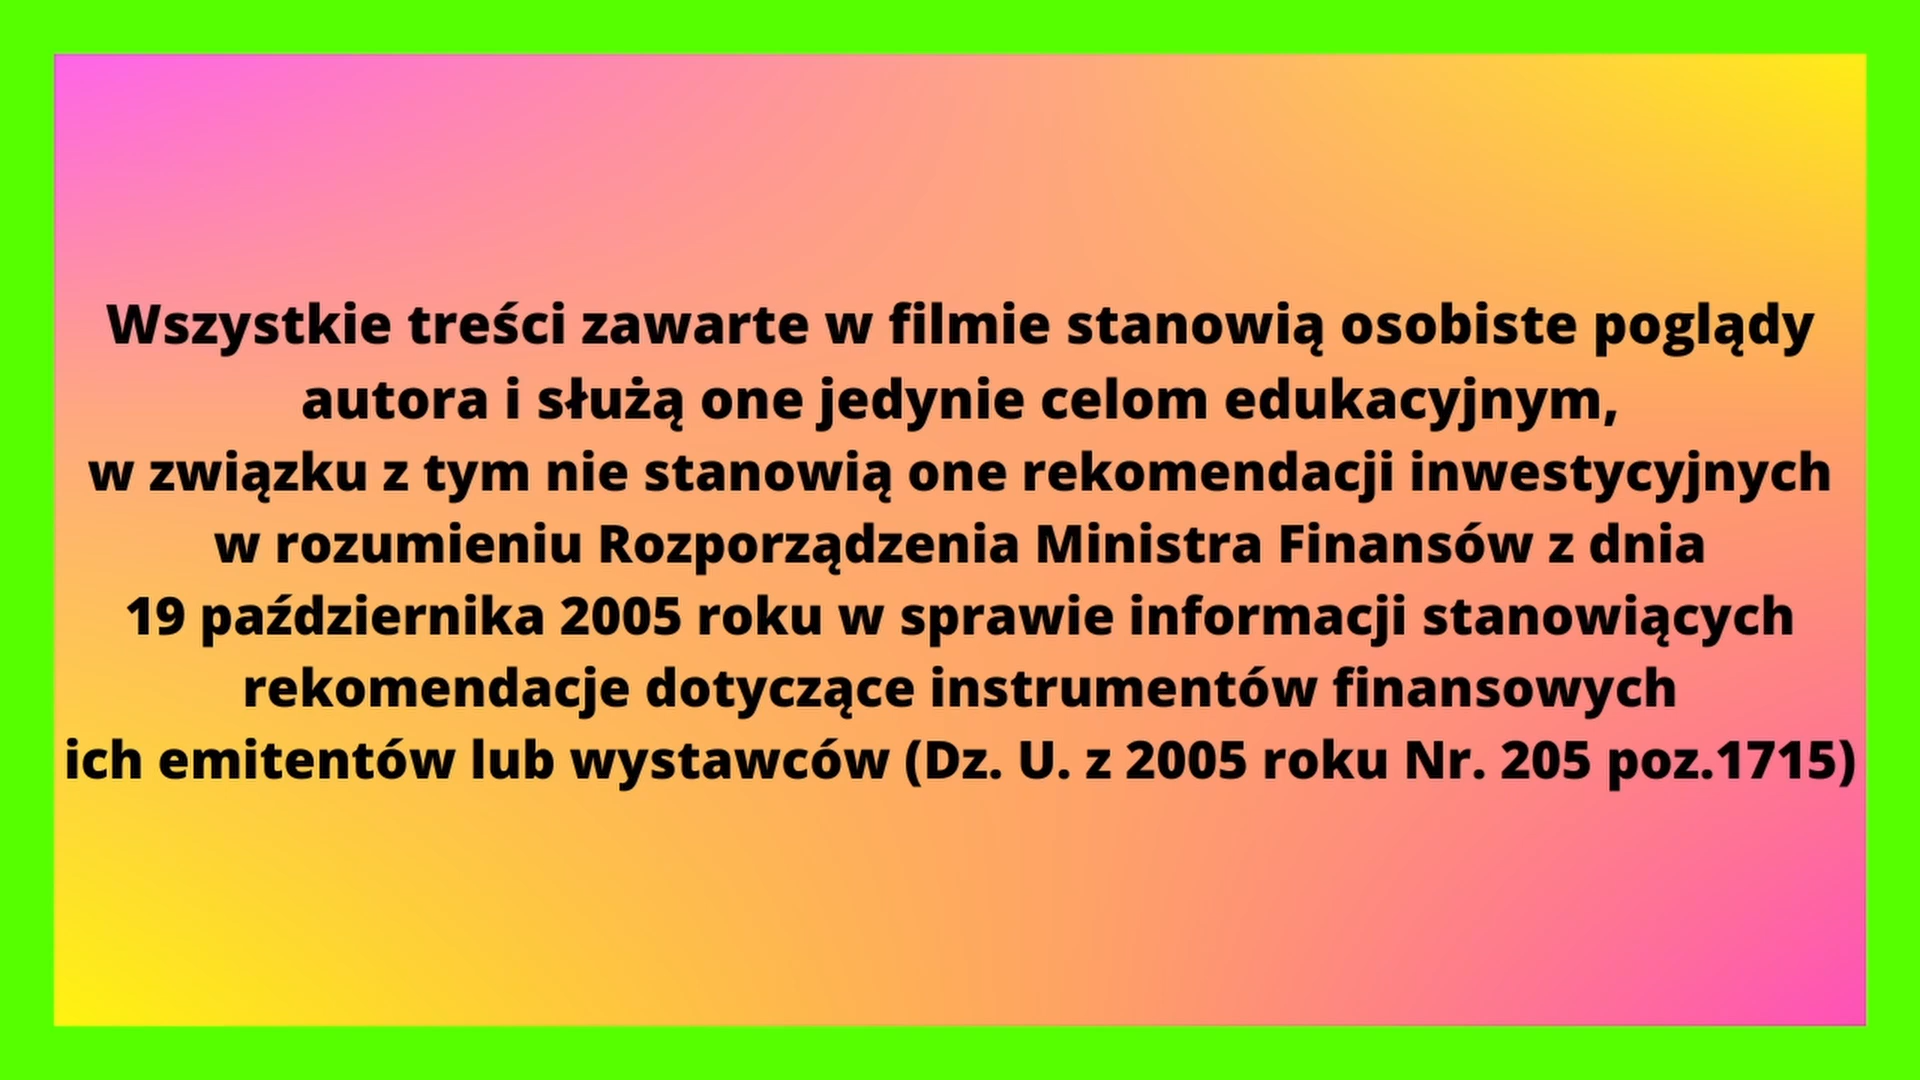 Wszystkie treści zawarte w filmie stanowią osobiste poglądy
autora i służą one jedynie celom edukacyjnym,
w związku z tym nie stanowią one rekomendacji inwestycyjnych
w rozumieniu Rozporządzenia Ministra Finansów z dnia
19 października 2005 roku w sprawie informacji stanowiących
rekomendacje dotyczące instrumentów finansowych
ich emitentów lub wystawców (Dz. U. z 2005 roku Nr. 205 poz.1715)